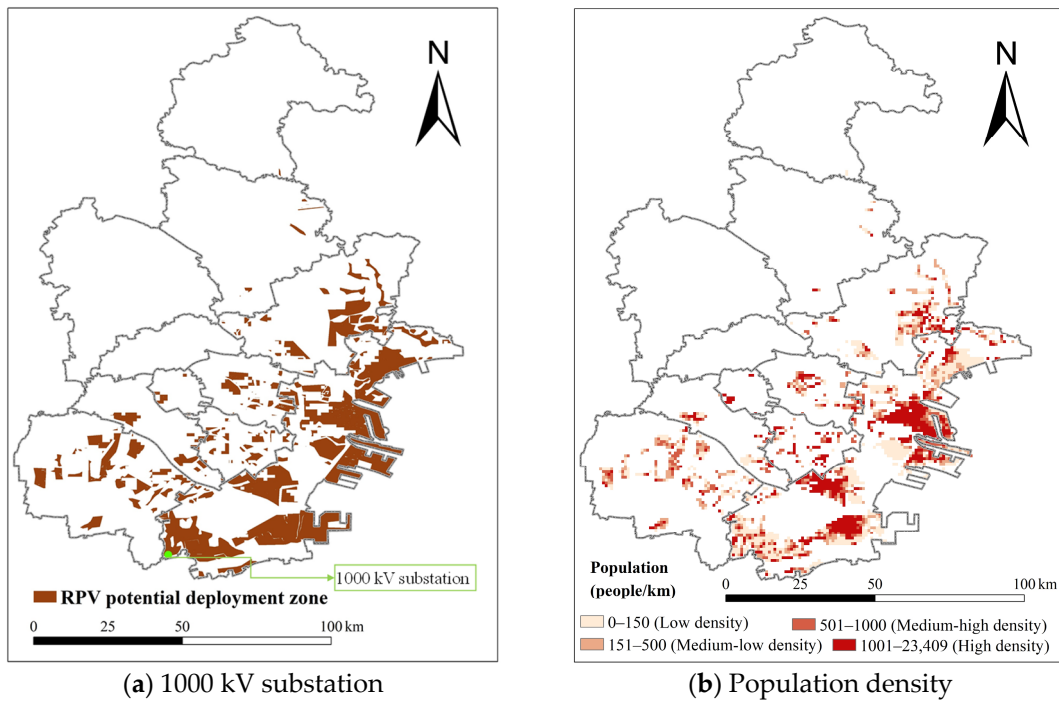 N
1000 kV substation
RPV potential deployment zone
0 25 50 100 km
(a) 1000 kV substation
N
Population
(people/km)
0 25 50 100 km
0–150 (Low density)
501–1000 (Medium-high density)
151–500 (Medium-low density)
1001–23,409 (High density)
(b) Population density